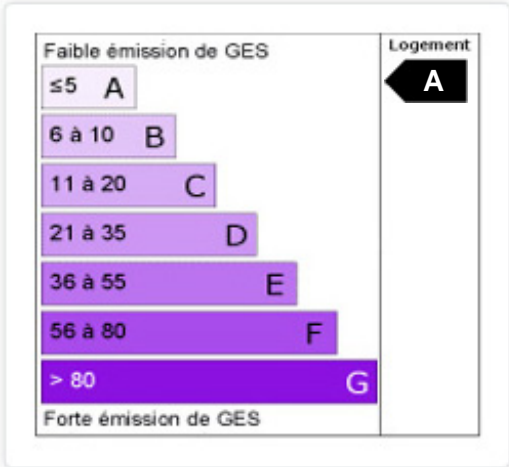 Faible émission de GES
Logement
≤5 A
A
6 à 10 B
11 à 20 C
21 à 35 D
36 à 55 E
56 à 80 F
> 80 G
Forte émission de GES